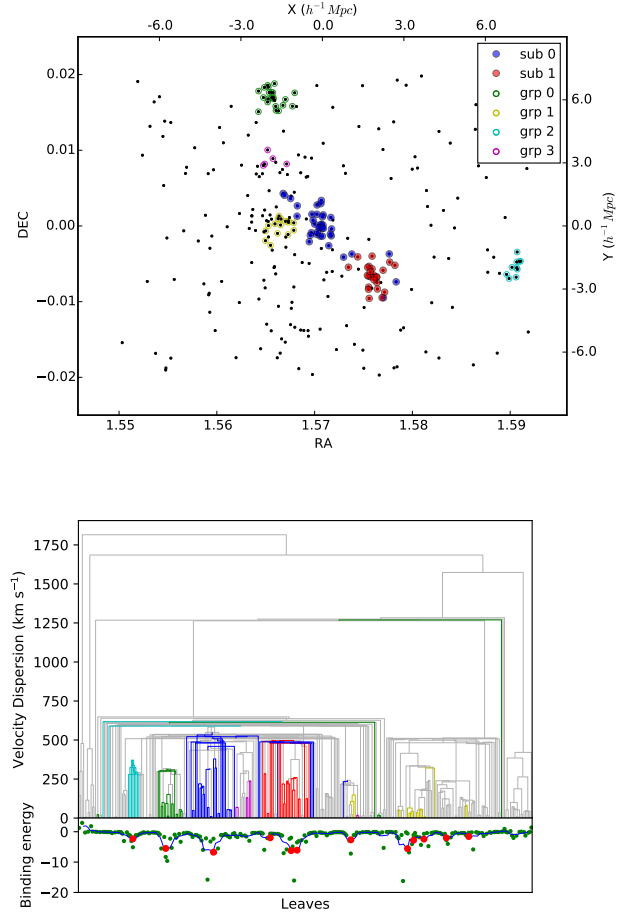 X (h⁻¹ Mpc)
-6.0 -3.0 0.0 3.0 6.0
sub 0
sub 1
grp 0
grp 1
grp 2
grp 3
0.02
0.01
0.00
−0.01
−0.02
DEC
6.0
3.0
0.0
-3.0
-6.0
Y (h⁻¹ Mpc)
1.55 1.56 1.57 1.58 1.59
RA
1750
1500
1250
1000
750
500
250
0
Velocity Dispersion (km s⁻¹)
0
−10
−20
Binding energy
Leaves